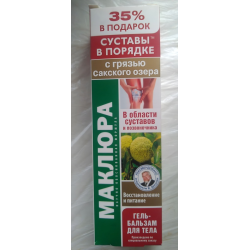 35%
В ПОДАРОК
СУСТАВЫ
В ПОРЯДКЕ
С ГРЯЗЬЮ
САКСКОГО ОЗЕРА
МАКЛЮРА
В области
суставов
и позвоночника
Восстановление
и питание
ГЕЛЬ-
БАЛЬЗАМ
ДЛЯ ТЕЛА